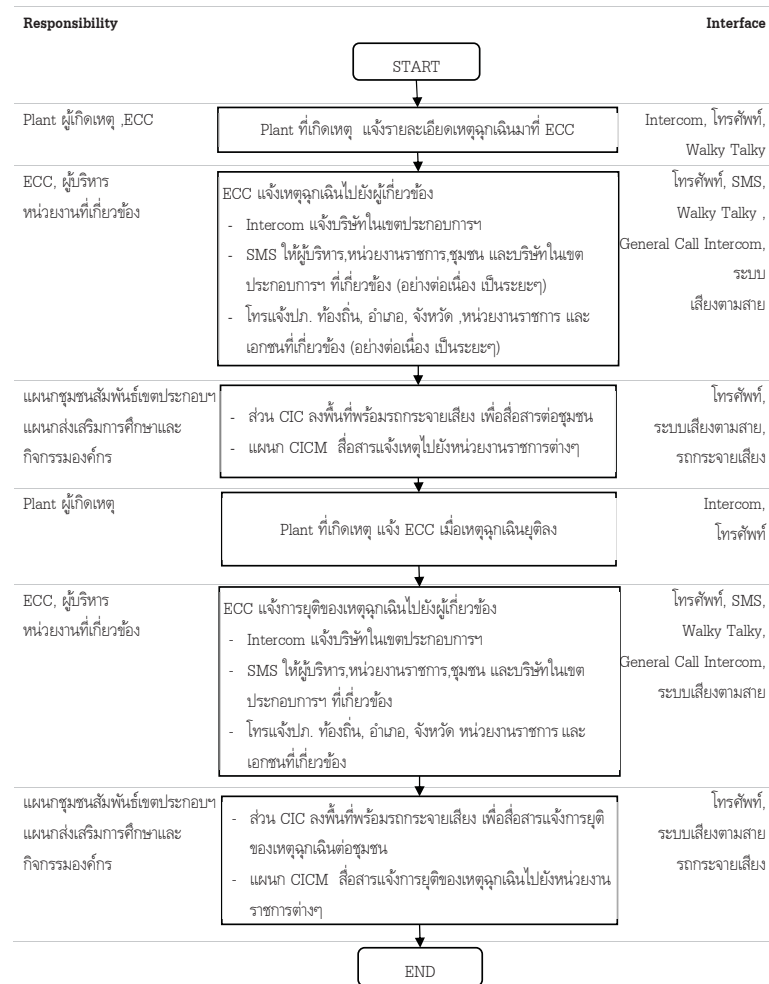 Responsibility
Interface
START
Plant ผู้เกิดเหตุ ,ECC
Plant ที่เกิดเหตุ แจ้งรายละเอียดเหตุฉุกเฉินมาที่ ECC
Intercom, โทรศัพท์,
Walky Talky
ECC, ผู้บริหาร
หน่วยงานที่เกี่ยวข้อง
ECC แจ้งเหตุฉุกเฉินไปยังผู้เกี่ยวข้อง
- Intercom แจ้งบริษัทในเขตประกอบการฯ
- SMS ให้ผู้บริหาร,หน่วยงานราชการ,ชุมชน และบริษัทในเขต
ประกอบการฯ ที่เกี่ยวข้อง (อย่างต่อเนื่อง เป็นระยะๆ)
- โทรแจ้งปภ. ท้องถิ่น, อำเภอ, จังหวัด ,หน่วยงานราชการ และ
เอกชนที่เกี่ยวข้อง (อย่างต่อเนื่อง เป็นระยะๆ)
โทรศัพท์, SMS,
Walky Talky ,
General Call Intercom,
ระบบ
เสียงตามสาย
แผนกชุมชนสัมพันธ์เขตประกอบฯ
แผนกส่งเสริมการศึกษาและ
กิจกรรมองค์กร
- ส่วน CIC ลงพื้นที่พร้อมรถกระจายเสียง เพื่อสื่อสารต่อชุมชน
- แผนก CICM สื่อสารแจ้งเหตุไปยังหน่วยงานราชการต่างๆ
โทรศัพท์,
ระบบเสียงตามสาย,
รถกระจายเสียง
Plant ผู้เกิดเหตุ
Plant ที่เกิดเหตุ แจ้ง ECC เมื่อเหตุฉุกเฉินยุติลง
Intercom,
โทรศัพท์
ECC, ผู้บริหาร
หน่วยงานที่เกี่ยวข้อง
ECC แจ้งการยุติของเหตุฉุกเฉินไปยังผู้เกี่ยวข้อง
- Intercom แจ้งบริษัทในเขตประกอบการฯ
- SMS ให้ผู้บริหาร,หน่วยงานราชการ,ชุมชน และบริษัทในเขต
ประกอบการฯ ที่เกี่ยวข้อง
- โทรแจ้งปภ. ท้องถิ่น, อำเภอ, จังหวัด หน่วยงานราชการ และ
เอกชนที่เกี่ยวข้อง
โทรศัพท์, SMS,
Walky Talky,
General Call Intercom,
ระบบเสียงตามสาย
แผนกชุมชนสัมพันธ์เขตประกอบฯ
แผนกส่งเสริมการศึกษาและ
กิจกรรมองค์กร
- ส่วน CIC ลงพื้นที่พร้อมรถกระจายเสียง เพื่อสื่อสารแจ้งการยุติ
ของเหตุฉุกเฉินต่อชุมชน
- แผนก CICM สื่อสารแจ้งการยุติของเหตุฉุกเฉินไปยังหน่วยงาน
ราชการต่างๆ
โทรศัพท์,
ระบบเสียงตามสาย
รถกระจายเสียง
END